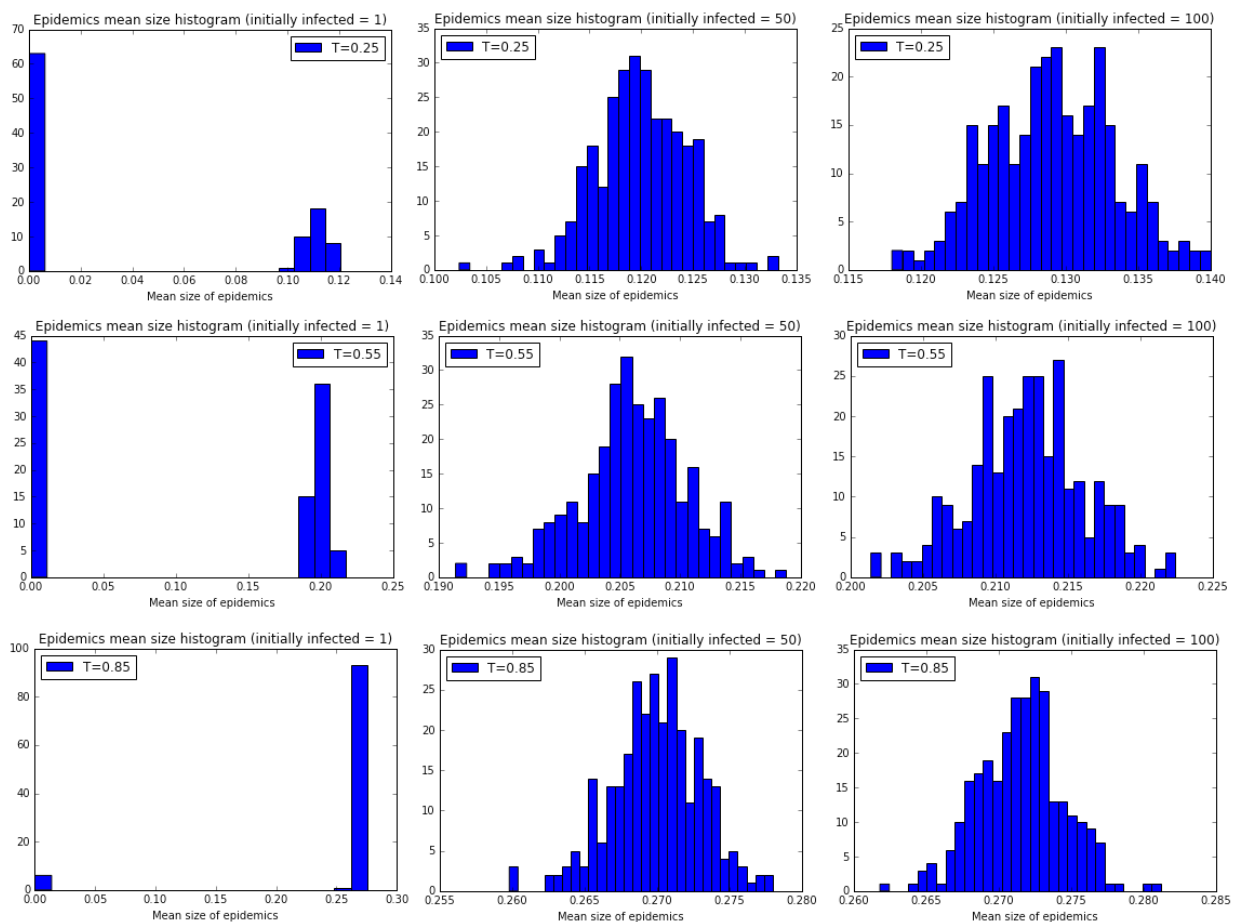 Epidemics mean size histogram (initially infected = 1)
T=0.25
70
60
50
40
30
20
10
0
0.00 0.02 0.04 0.06 0.08 0.10 0.12 0.14
Mean size of epidemics
Epidemics mean size histogram (initially infected = 50)
T=0.25
35
30
25
20
15
10
5
0
0.100 0.105 0.110 0.115 0.120 0.125 0.130 0.135
Mean size of epidemics
Epidemics mean size histogram (initially infected = 100)
T=0.25
25
20
15
10
5
0
0.115 0.120 0.125 0.130 0.135 0.140
Mean size of epidemics
Epidemics mean size histogram (initially infected = 1)
T=0.55
45
40
35
30
25
20
15
10
5
0
0.00 0.05 0.10 0.15 0.20 0.25
Mean size of epidemics
Epidemics mean size histogram (initially infected = 50)
T=0.55
35
30
25
20
15
10
5
0
0.190 0.195 0.200 0.205 0.210 0.215 0.220
Mean size of epidemics
Epidemics mean size histogram (initially infected = 100)
T=0.55
30
25
20
15
10
5
0
0.200 0.205 0.210 0.215 0.220 0.225
Mean size of epidemics
Epidemics mean size histogram (initially infected = 1)
T=0.85
100
80
60
40
20
0
0.00 0.05 0.10 0.15 0.20 0.25 0.30
Mean size of epidemics
Epidemics mean size histogram (initially infected = 50)
T=0.85
30
25
20
15
10
5
0
0.255 0.260 0.265 0.270 0.275 0.280
Mean size of epidemics
Epidemics mean size histogram (initially infected = 100)
T=0.85
35
30
25
20
15
10
5
0
0.260 0.265 0.270 0.275 0.280 0.285
Mean size of epidemics